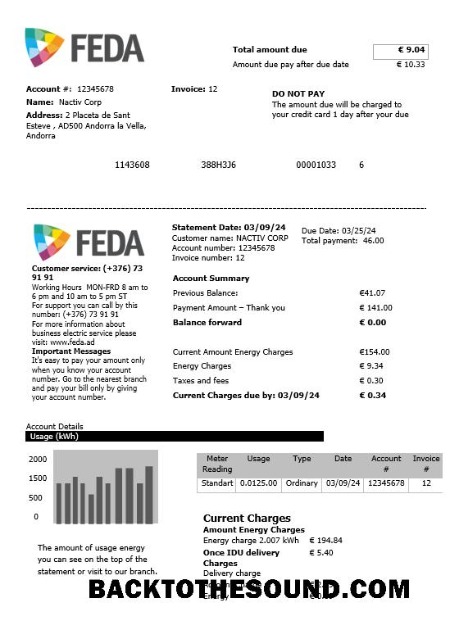 FEDA
Total amount due € 9.04
Amount due pay after due date € 10.33
Account #: 12345678 Invoice: 12
Name: Nactiv Corp
Address: 2 Placeta de Sant
Esteve , AD500 Andorra la Vella,
Andorra
DO NOT PAY
The amount due will be charged to
your credit card 1 day after your due
1143608 388H3J6 00001033 6
FEDA
Customer service: (+376) 73
91 91
Working Hours MON-FRD 8 am to
6 pm and 10 am to 5 pm ST
For support you can call by this
number: (+376) 73 91 91
For more information about
business electric service please
visit: www.feda.ad
Important Messages
It's easy to pay your amount only
when you know your account
number. Go to the nearest branch
and pay your bill only by giving
your account number.
Statement Date: 03/09/24
Customer name: NACTIV CORP
Account number: 12345678
Invoice number: 12
Due Date: 03/25/24
Total payment: 46.00
Account Summary
Previous Balance: €41.07
Payment Amount – Thank you € 141.00
Balance forward € 0.00
Current Amount Energy Charges €154.00
Energy Charges € 9.34
Taxes and fees € 0.30
Current Charges due by: 03/09/24 € 0.34
Account Details
Usage (kWh)
2000
1500
500
0
The amount of usage energy
you can see on the top of the
statement or visit to our branch.
Meter Reading Usage Type Date Account # Invoice #
Standart 0.0125.00 Ordinary 03/09/24 12345678 12
Current Charges
Amount Energy Charges
Energy charge 2.007 kWh € 194.84
Once IDU delivery € 5.40
Charges
Delivery charge
BACKTOTHESOUND.COM
Energy